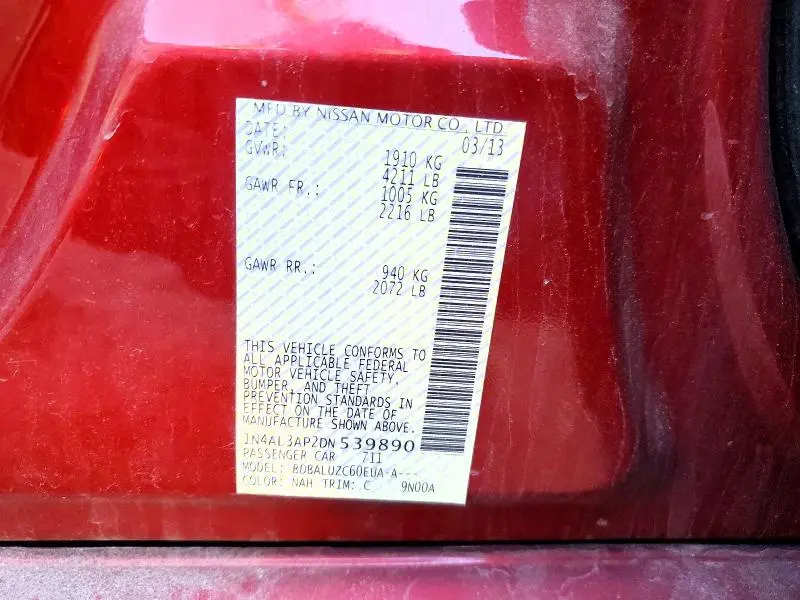 MFD BY NISSAN MOTOR CO., LTD.
DATE: 03/13
GVWR: 1910 KG
4211 LB
GAWR FR.: 1005 KG
2216 LB
GAWR RR.: 940 KG
2072 LB
THIS VEHICLE CONFORMS TO
ALL APPLICABLE FEDERAL
MOTOR VEHICLE SAFETY,
BUMPER, AND THEFT
PREVENTION STANDARDS IN
EFFECT ON THE DATE OF
MANUFACTURE SHOWN ABOVE.
1N4AL3AP2DN539890
PASSENGER CAR 711
MODEL: BDBALUZC60EUA-A---
COLOR: NAH TRIM: C 9N00A